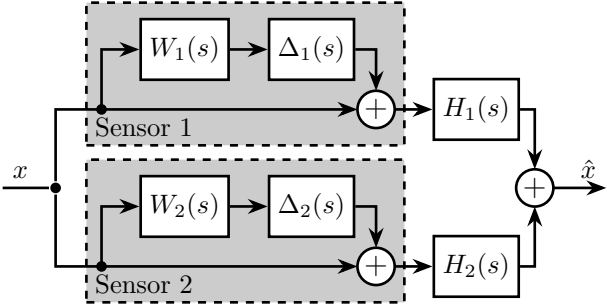 W₁(s) Δ₁(s)
+ H₁(s)
Sensor 1
x x̂
+
W₂(s) Δ₂(s)
+ H₂(s)
Sensor 2